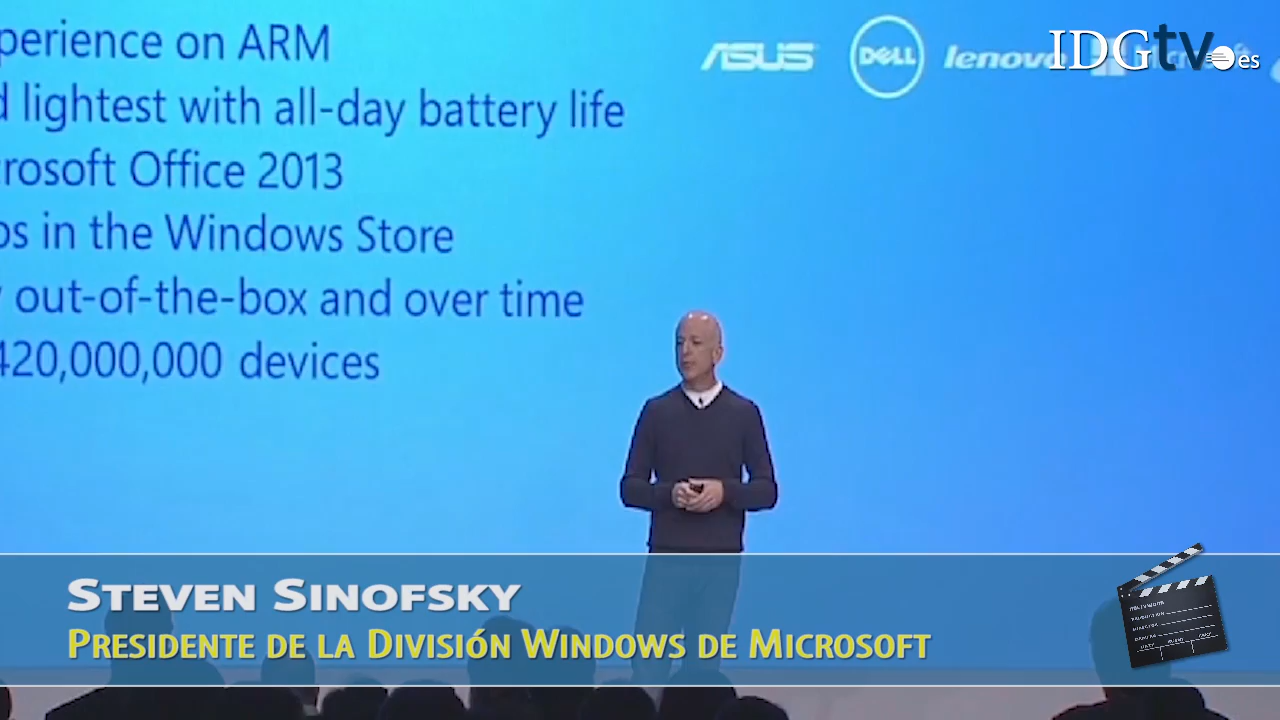 perience on ARM
d lightest with all-day battery life
rosoft Office 2013
os in the Windows Store
out-of-the-box and over time
420,000,000 devices
ASUS
DELL
lenovo
IDGtv.es
STEVEN SINOFSKY
PRESIDENTE DE LA DIVISIÓN WINDOWS DE MICROSOFT